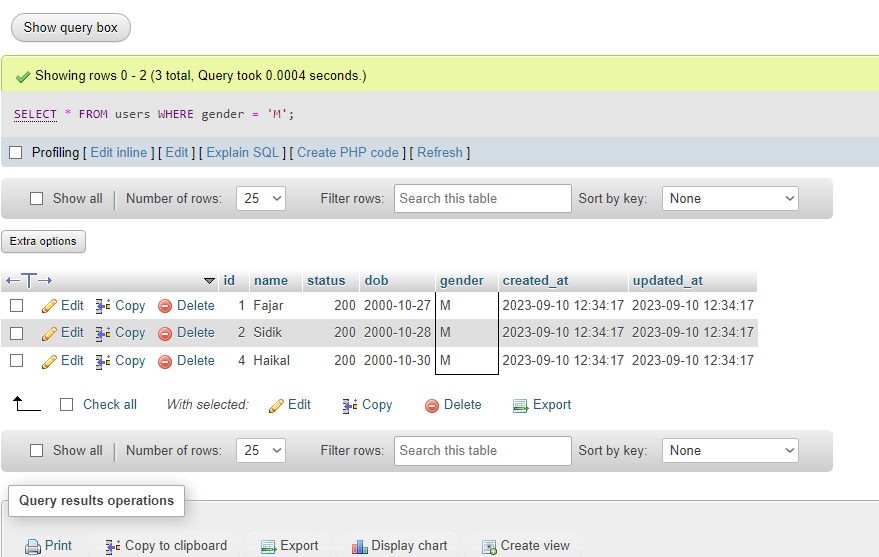 Show query box
Showing rows 0 - 2 (3 total, Query took 0.0004 seconds.)
SELECT * FROM users WHERE gender = 'M';
Profiling [ Edit inline ] [ Edit ] [ Explain SQL ] [ Create PHP code ] [ Refresh ]
Show all Number of rows: 25 Filter rows: Search this table Sort by key: None
Extra options
id name status dob gender created_at updated_at
Edit Copy Delete 1 Fajar 200 2000-10-27 M 2023-09-10 12:34:17 2023-09-10 12:34:17
Edit Copy Delete 2 Sidik 200 2000-10-28 M 2023-09-10 12:34:17 2023-09-10 12:34:17
Edit Copy Delete 4 Haikal 200 2000-10-30 M 2023-09-10 12:34:17 2023-09-10 12:34:17
Check all With selected: Edit Copy Delete Export
Show all Number of rows: 25 Filter rows: Search this table Sort by key: None
Query results operations
Print Copy to clipboard Export Display chart Create view